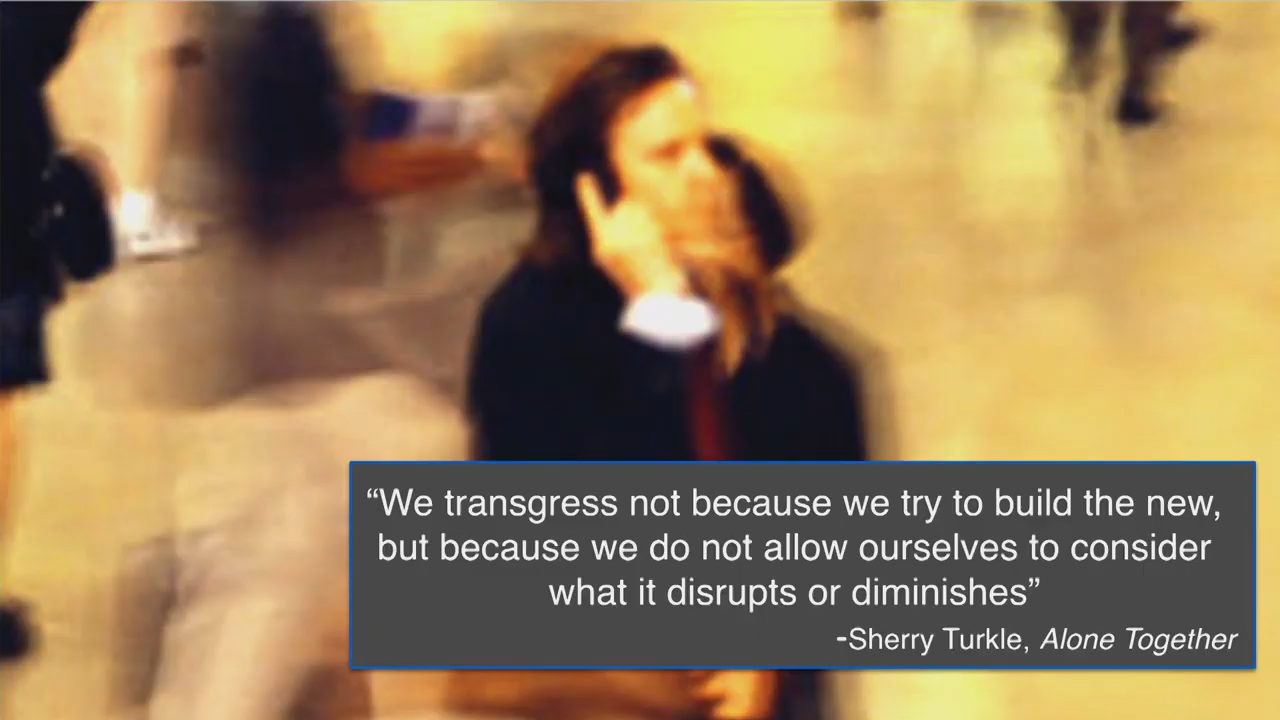 “We transgress not because we try to build the new,
but because we do not allow ourselves to consider
what it disrupts or diminishes”
-Sherry Turkle, Alone Together